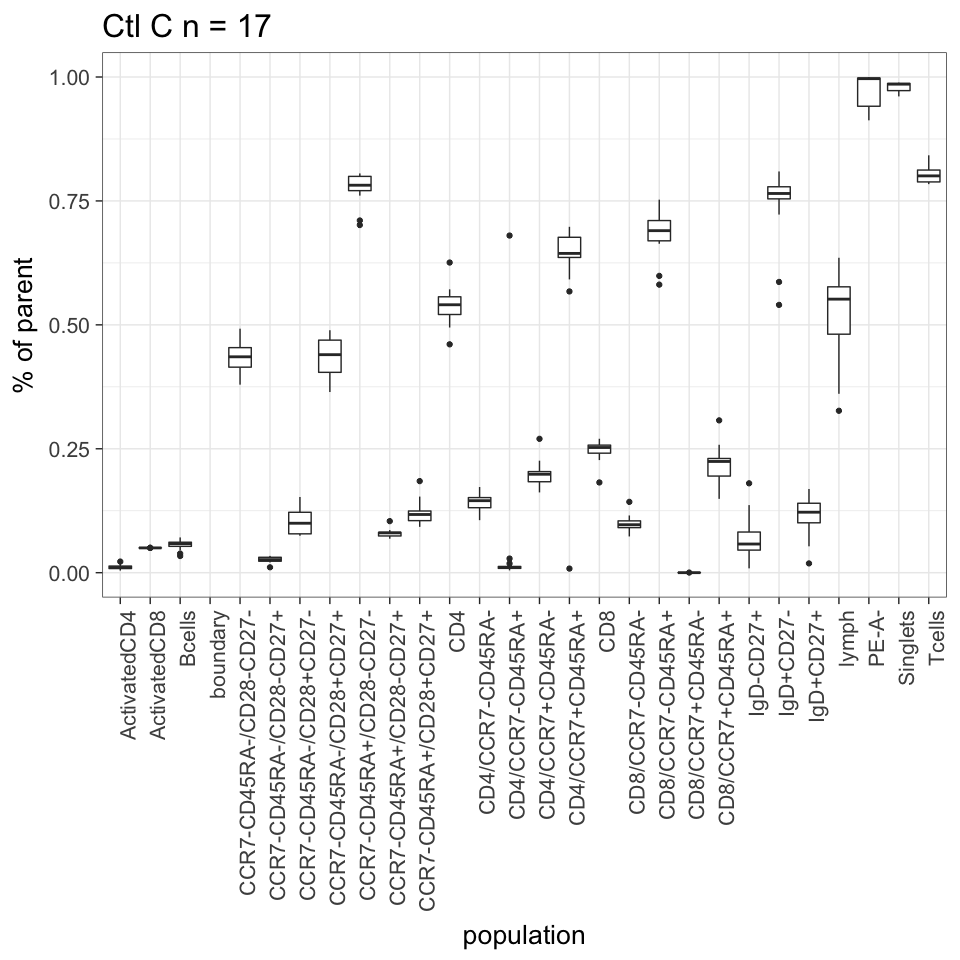 Ctl C n = 17
% of parent
1.00
0.75
0.50
0.25
0.00
ActivatedCD4
ActivatedCD8
Bcells
boundary
CCR7-CD45RA-/CD28-CD27-
CCR7-CD45RA-/CD28-CD27+
CCR7-CD45RA-/CD28+CD27-
CCR7-CD45RA-/CD28+CD27+
CCR7-CD45RA+/CD28-CD27-
CCR7-CD45RA+/CD28-CD27+
CCR7-CD45RA+/CD28+CD27+
CD4
CD4/CCR7-CD45RA-
CD4/CCR7-CD45RA+
CD4/CCR7+CD45RA-
CD4/CCR7+CD45RA+
CD8
CD8/CCR7-CD45RA-
CD8/CCR7-CD45RA+
CD8/CCR7+CD45RA-
CD8/CCR7+CD45RA+
IgD-CD27+
IgD+CD27-
IgD+CD27+
lymph
PE-A-
Singlets
Tcells
population